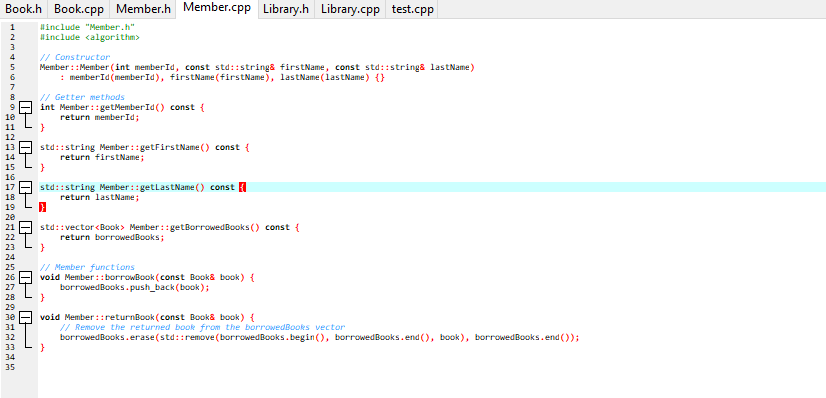 Book.h Book.cpp Member.h Member.cpp Library.h Library.cpp test.cpp
1 #include "Member.h"
2 #include <algorithm>
3
4 // Constructor
5 Member::Member(int memberId, const std::string& firstName, const std::string& lastName)
6 : memberId(memberId), firstName(firstName), lastName(lastName) {}
7
8 // Getter methods
9 int Member::getMemberId() const {
10 return memberId;
11 }
12
13 std::string Member::getFirstName() const {
14 return firstName;
15 }
16
17 std::string Member::getLastName() const {
18 return lastName;
19 }
20
21 std::vector<Book> Member::getBorrowedBooks() const {
22 return borrowedBooks;
23 }
24
25 // Member functions
26 void Member::borrowBook(const Book& book) {
27 borrowedBooks.push_back(book);
28 }
29
30 void Member::returnBook(const Book& book) {
31 // Remove the returned book from the borrowedBooks vector
32 borrowedBooks.erase(std::remove(borrowedBooks.begin(), borrowedBooks.end(), book), borrowedBooks.end());
33 }
34
35